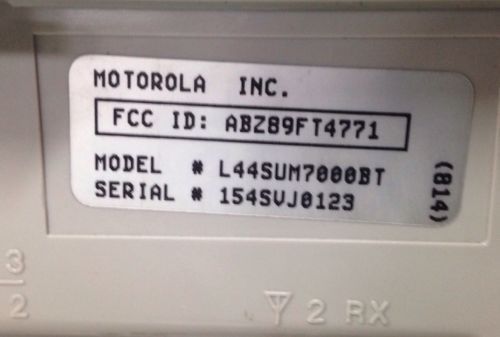 MOTOROLA INC.
FCC ID: ABZ89FT4771
MODEL # L44SUM7000BT
SERIAL # 154SVJ0123
(814)
3
2
2 RX